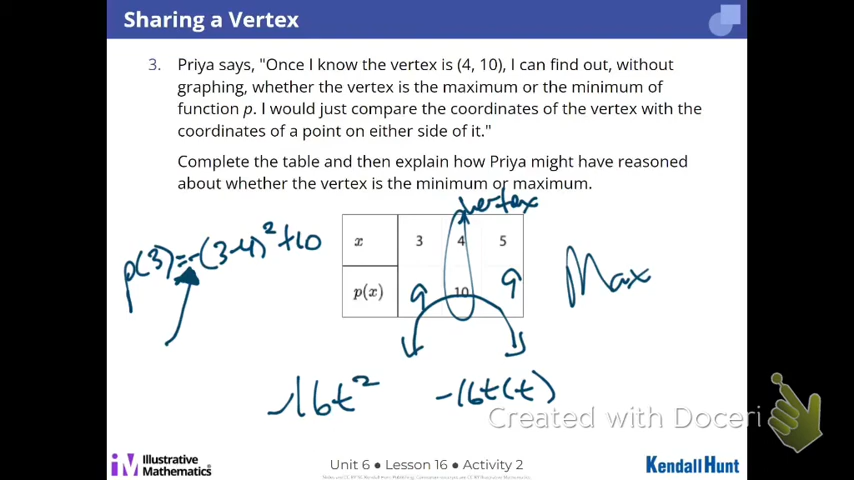 Sharing a Vertex
3. Priya says, "Once I know the vertex is (4, 10), I can find out, without
graphing, whether the vertex is the maximum or the minimum of
function p. I would just compare the coordinates of the vertex with the
coordinates of a point on either side of it."
Complete the table and then explain how Priya might have reasoned
about whether the vertex is the minimum or maximum.
vertex
p(3)=-(3-4)²+10
x 3 4 5
p(x) 9 10 9
Max
-16t² -16t(t)
Created with Doceri
Illustrative
Mathematics
Unit 6 ● Lesson 16 ● Activity 2
KendallHunt